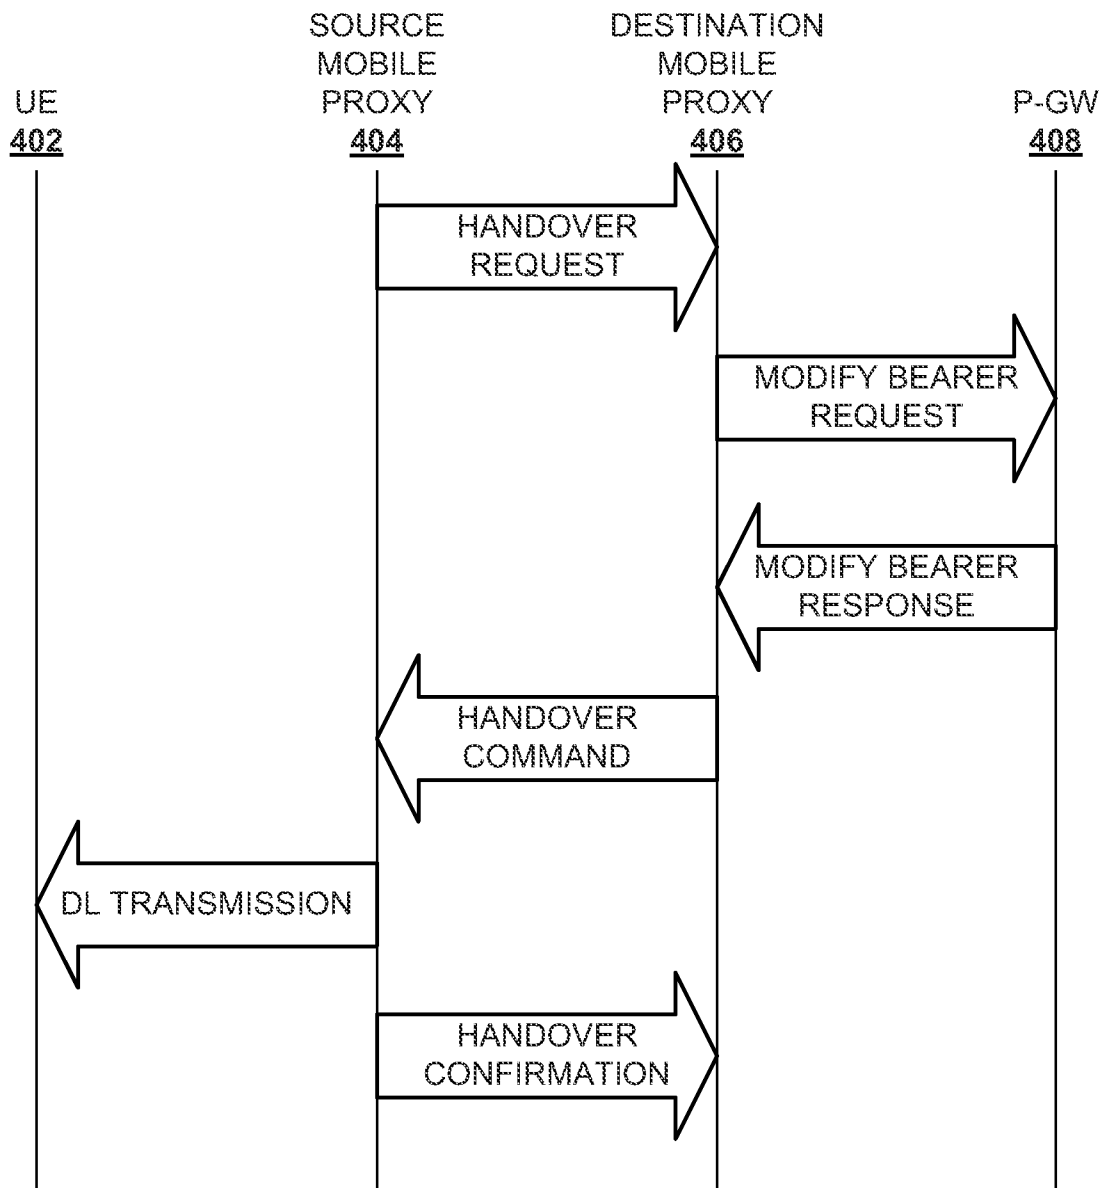 SOURCE
MOBILE
PROXY
404
DESTINATION
MOBILE
PROXY
406
UE
402
P-GW
408
HANDOVER
REQUEST
MODIFY BEARER
REQUEST
MODIFY BEARER
RESPONSE
HANDOVER
COMMAND
DL TRANSMISSION
HANDOVER
CONFIRMATION